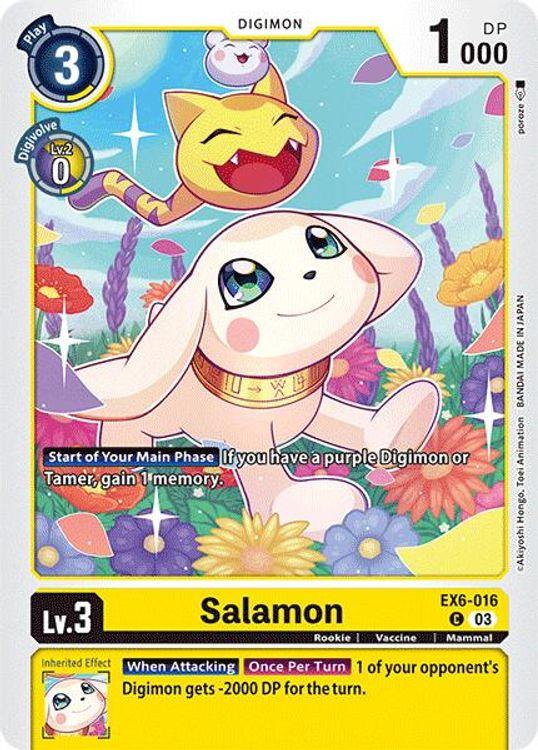 DIGIMON
Play
3
DP
1000
Digivolve
Lv.2
0
poroze
Start of Your Main Phase If you have a purple Digimon or
Tamer, gain 1 memory.
©Akiyoshi Hongo, Toei Animation BANDAI MADE IN JAPAN
Lv.3
Salamon
EX6-016
C 03
Rookie | Vaccine | Mammal
Inherited Effect
When Attacking Once Per Turn 1 of your opponent's
Digimon gets -2000 DP for the turn.